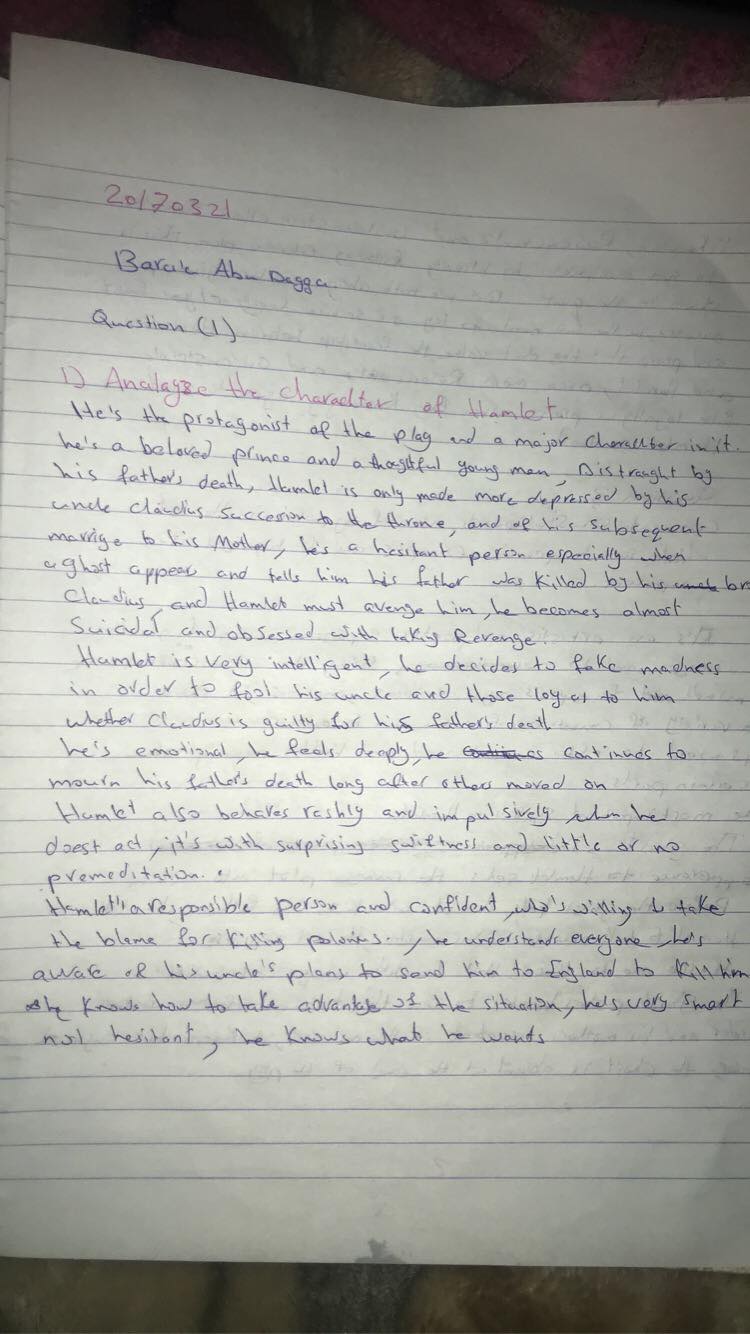 20170321
Barak Abu Dagga
Question (1)
1) Analayze the character of Hamlet.
He's the protagonist of the play and a major character in it.
he's a beloved prince and a thoghtful young man, Distraught by
his father's death, Hamlet is only made more depressed by his
uncle Claudius Succession to the throne, and of his subsequent
marrige to his Mother, he's a hesitant person especially when
a ghost appear and tells him his father was killed by his br
Claudius, and Hamlet must avenge him, he becomes almost
Suicidal and obsessed with taking Revenge.
Hamlet is very intelligent, he decides to fake madness
in order to fool his uncle and those loyal to him
whether Claudius is guilty for his father's death
he's emotional, he feels deeply, he continues to
mourn his father's death long after others moved on
Hamlet also behaves rashly and impulsively when he
doest act, it's with surprising swiftness and little or no
premeditation.
Hamlet's a responsible person and confident, who's willing to take
the blame for killing polonies., he understands everyone, he's
aware of his uncle's plans to send him to England to kill him
he knows how to take advantage of the situation, he's very smart
not hesitant, he knows what he wants